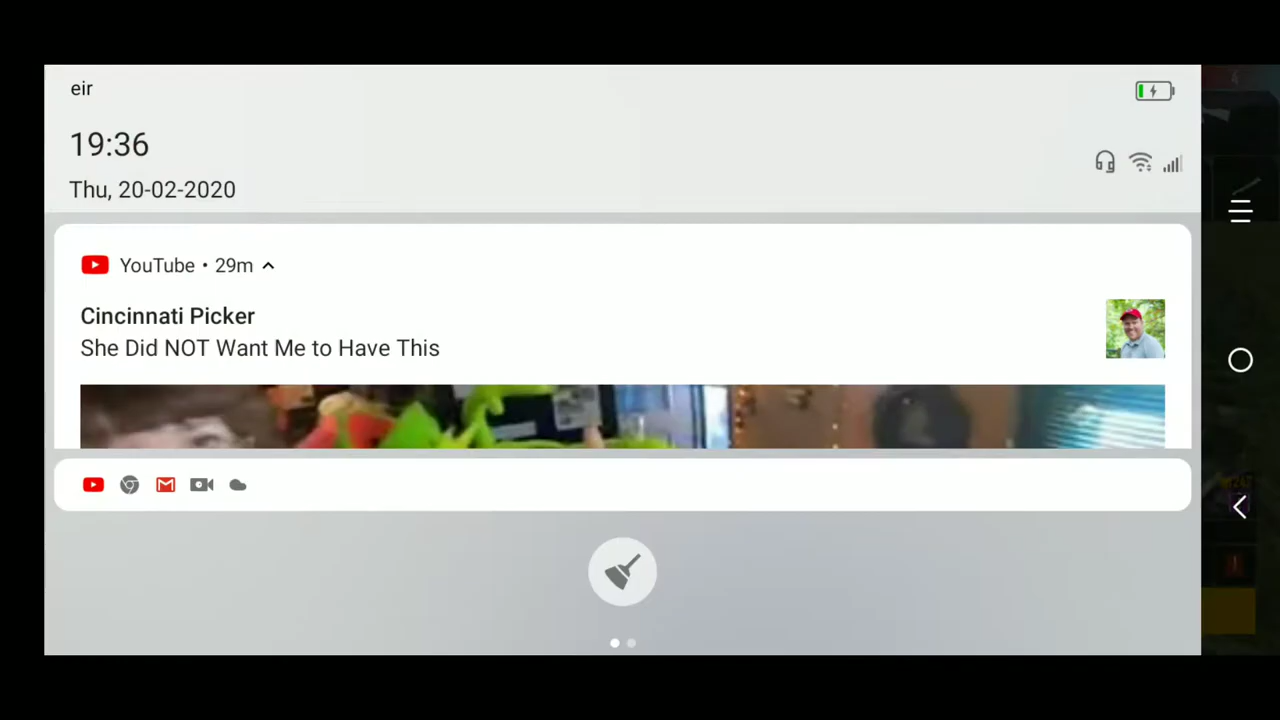 eir
19:36
Thu, 20-02-2020
YouTube • 29m
Cincinnati Picker
She Did NOT Want Me to Have This